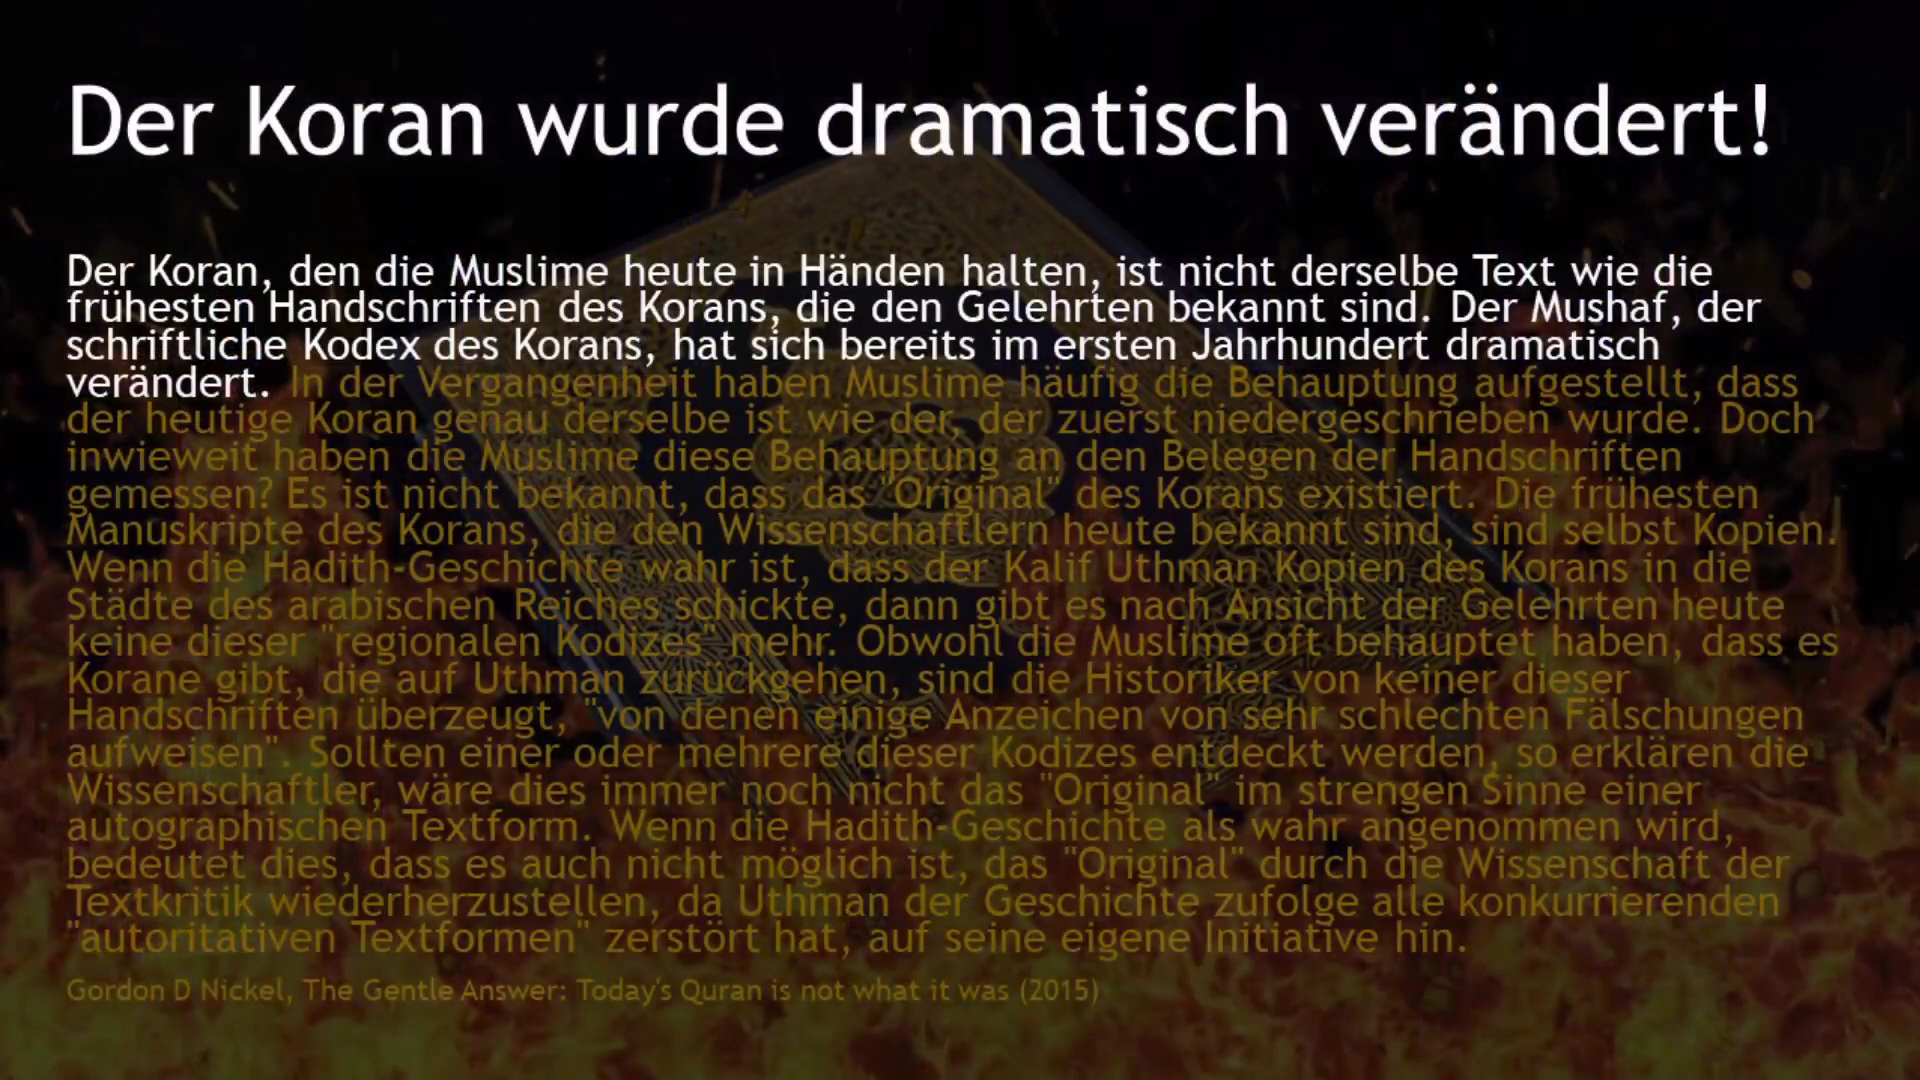 Der Koran wurde dramatisch verändert!
Der Koran, den die Muslime heute in Händen halten, ist nicht derselbe Text wie die
frühesten Handschriften des Korans, die den Gelehrten bekannt sind. Der Mushaf, der
schriftliche Kodex des Korans, hat sich bereits im ersten Jahrhundert dramatisch
verändert. In der Vergangenheit haben Muslime häufig die Behauptung aufgestellt, dass
der heutige Koran genau derselbe ist wie der, der zuerst niedergeschrieben wurde. Doch
inwieweit haben die Muslime diese Behauptung an den Belegen der Handschriften
gemessen? Es ist nicht bekannt, dass das "Original" des Korans existiert. Die frühesten
Manuskripte des Korans, die den Wissenschaftlern heute bekannt sind, sind selbst Kopien.
Wenn die Hadith-Geschichte wahr ist, dass der Kalif Uthman Kopien des Korans in die
Städte des arabischen Reiches schickte, dann gibt es nach Ansicht der Gelehrten heute
keine dieser "regionalen Kodizes" mehr. Obwohl die Muslime oft behauptet haben, dass es
Korane gibt, die auf Uthman zurückgehen, sind die Historiker von keiner dieser
Handschriften überzeugt, "von denen einige Anzeichen von sehr schlechten Fälschungen
aufweisen". Sollten einer oder mehrere dieser Kodizes entdeckt werden, so erklären die
Wissenschaftler, wäre dies immer noch nicht das "Original" im strengen Sinne einer
autographischen Textform. Wenn die Hadith-Geschichte als wahr angenommen wird,
bedeutet dies, dass es auch nicht möglich ist, das "Original" durch die Wissenschaft der
Textkritik wiederherzustellen, da Uthman der Geschichte zufolge alle konkurrierenden
"autoritativen Textformen" zerstört hat, auf seine eigene Initiative hin.
Gordon D Nickel, The Gentle Answer: Today's Quran is not what it was (2015)